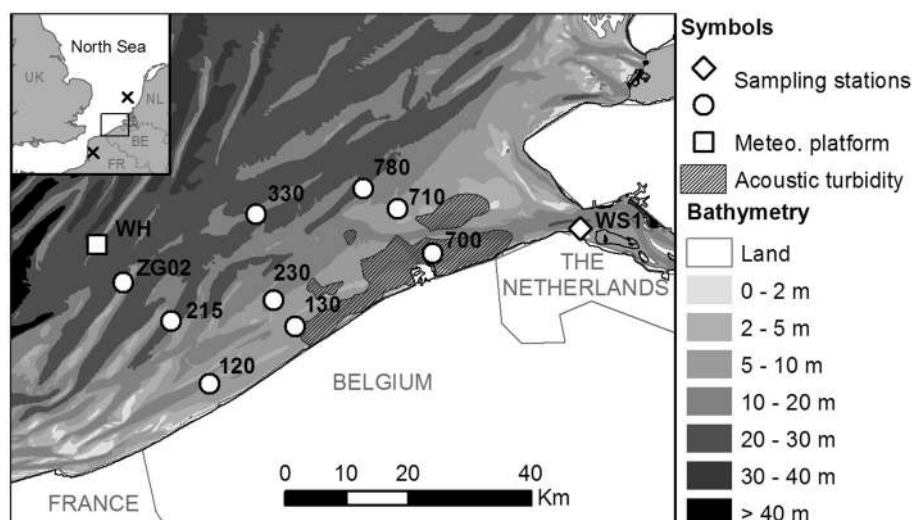 North Sea
UK
NL
BE
FR
780
330
710
WH
WS1
700
ZG02
230
THE
NETHERLANDS
215
130
120
BELGIUM
0 10 20 40
Km
FRANCE
Symbols
Sampling stations
Meteo. platform
Acoustic turbidity
Bathymetry
Land
0 - 2 m
2 - 5 m
5 - 10 m
10 - 20 m
20 - 30 m
30 - 40 m
> 40 m